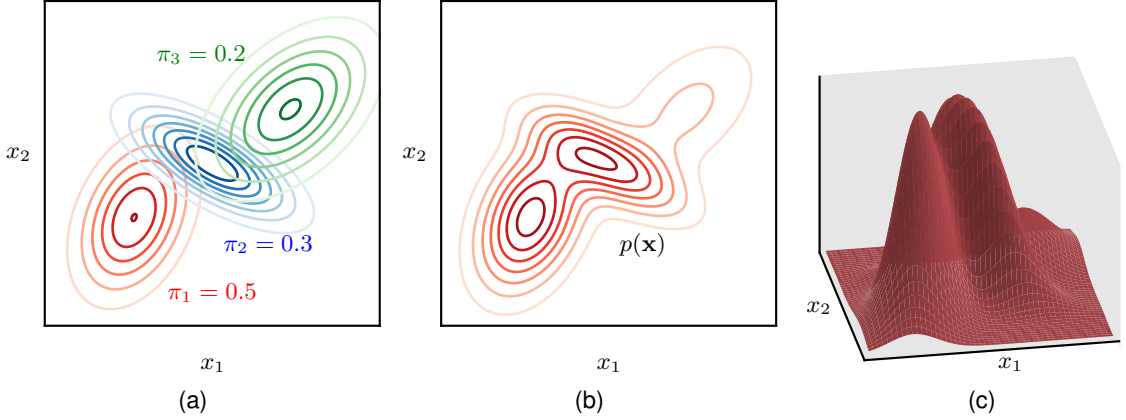 π₃ = 0.2
x₂
π₂ = 0.3
π₁ = 0.5
x₁
(a)
x₂
p(𝐱)
x₁
(b)
x₂
x₁
(c)